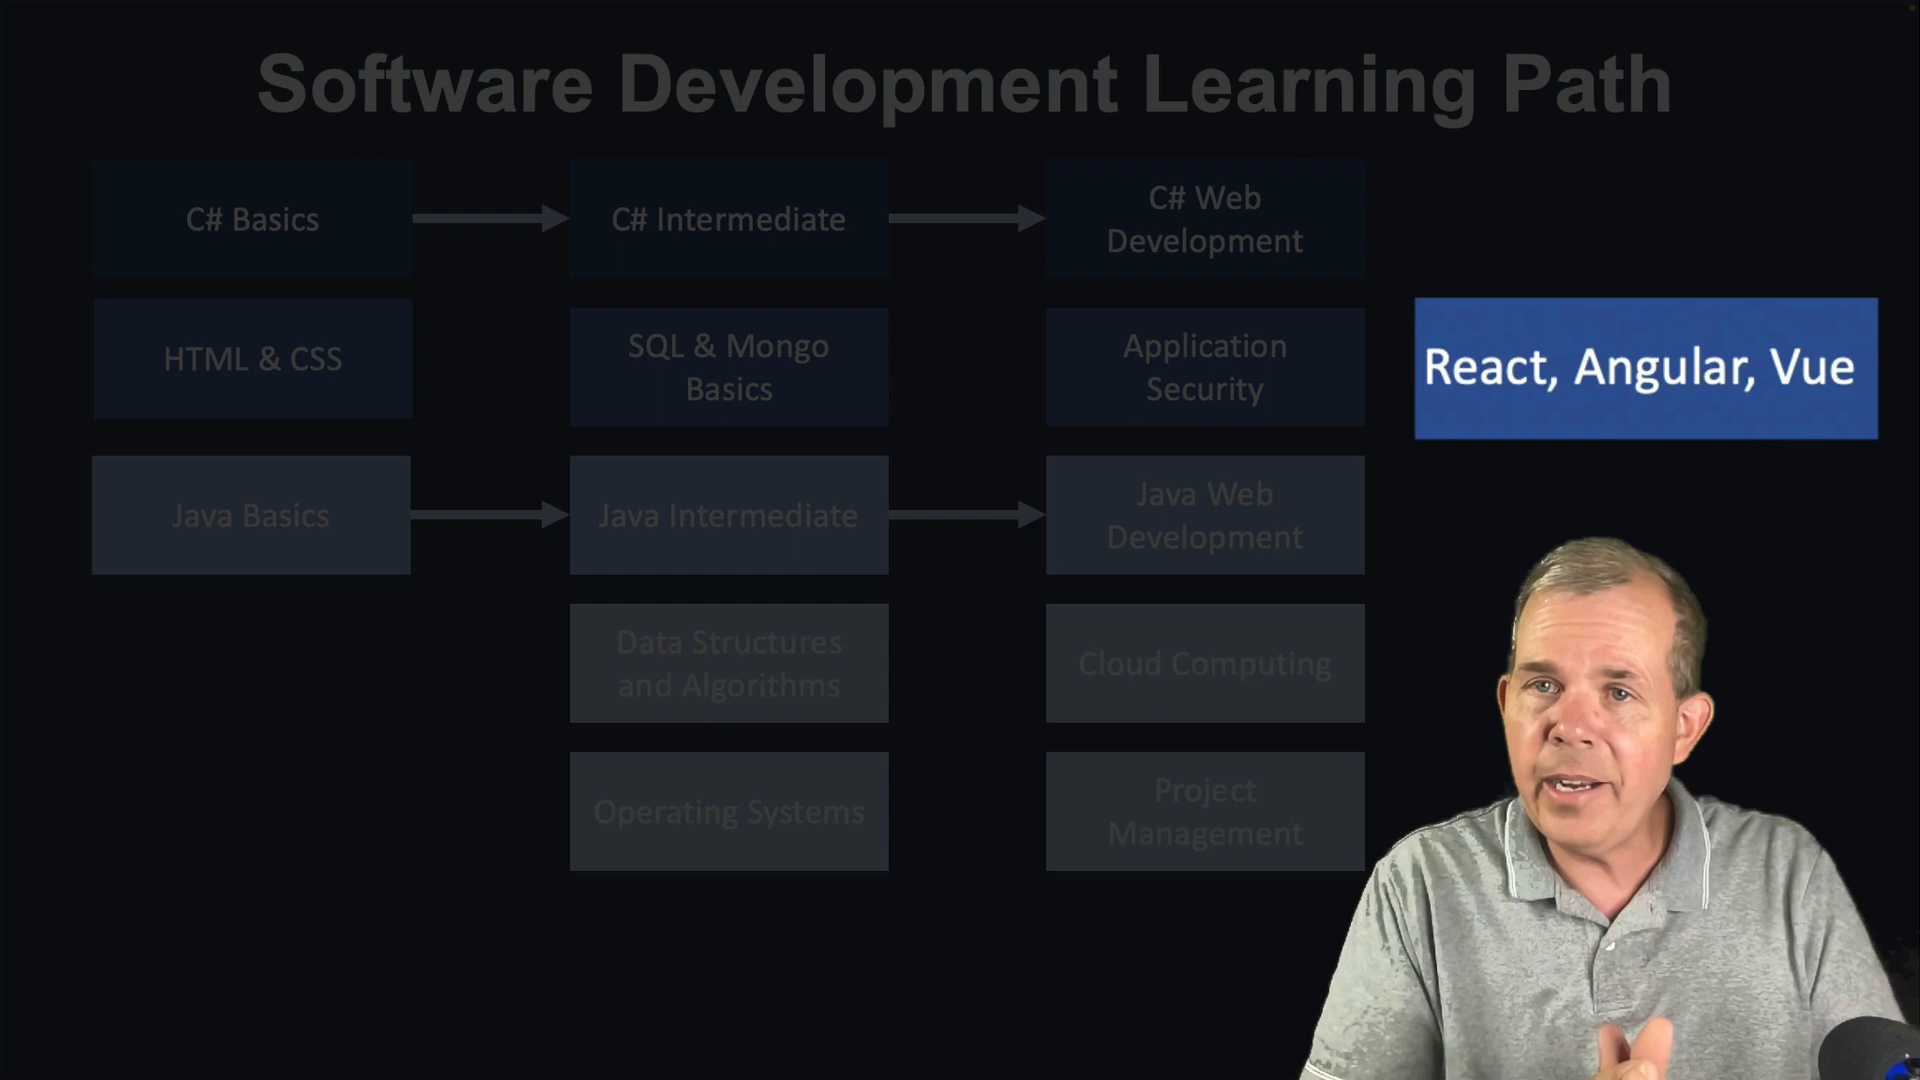 Software Development Learning Path
C# Basics
C# Intermediate
C# Web
Development
HTML & CSS
SQL & Mongo
Basics
Application
Security
React, Angular, Vue
Java Basics
Java Intermediate
Java Web
Development
Data Structures
and Algorithms
Cloud Computing
Operating Systems
Project
Management